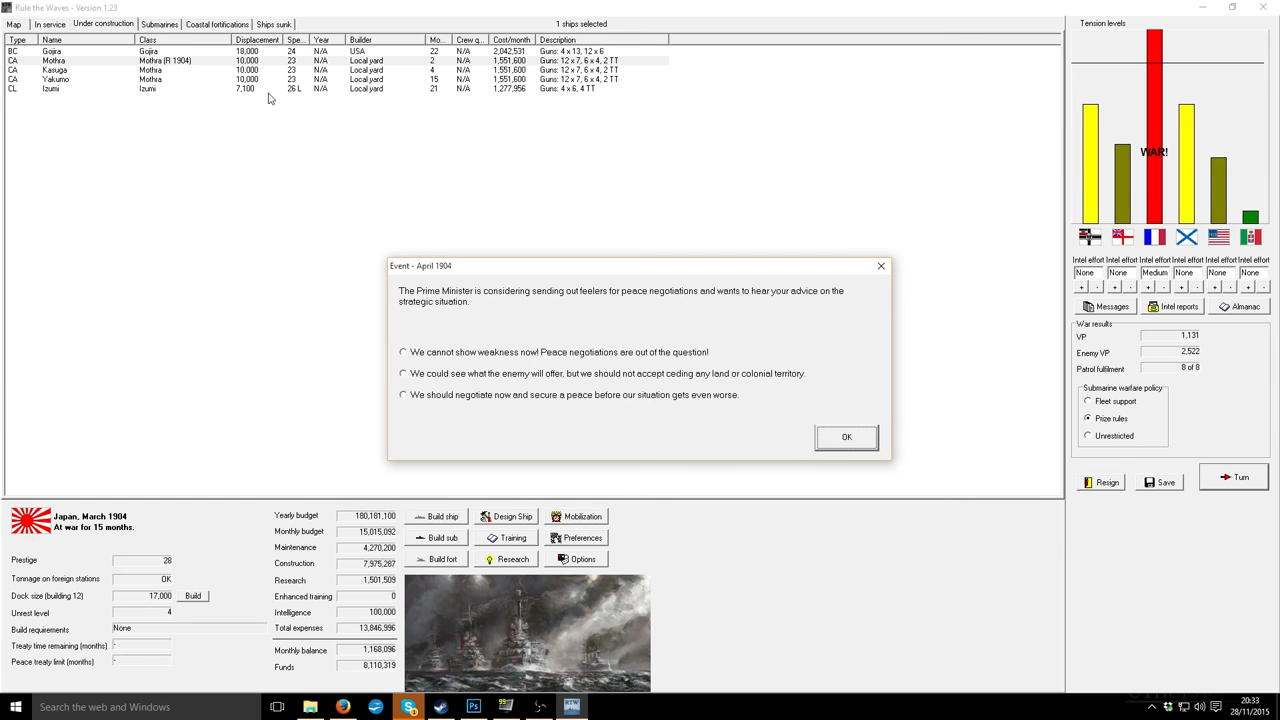 Rule the Waves - Version 1.23
Map In service Under construction Submarines Coastal fortifications Ships sunk 1 ships selected
Type Name Class Displacement Spe... Year Builder Mo... Crew q... Cost/month Description
BC Gojira Gojira 18,000 24 N/A USA 22 N/A 2,042,531 Guns: 4 x 13, 12 x 6
CA Mothra Mothra (R 1904) 10,000 23 N/A Local yard 2 N/A 1,551,600 Guns: 12 x 7, 6 x 4, 2 TT
CA Kasuga Mothra 10,000 23 N/A Local yard 4 N/A 1,551,600 Guns: 12 x 7, 6 x 4, 2 TT
CA Yakumo Mothra 10,000 23 N/A Local yard 15 N/A 1,551,600 Guns: 12 x 7, 6 x 4, 2 TT
CL Izumi Izumi 7,100 26 L N/A Local yard 21 N/A 1,277,956 Guns: 4 x 6, 4 TT
Event - April 1904
The Prime Minister is considering sending out feelers for peace negotiations and wants to hear your advice on the
strategic situation.
We cannot show weakness now! Peace negotiations are out of the question!
We could see what the enemy will offer, but we should not accept ceding any land or colonial territory.
We should negotiate now and secure a peace before our situation gets even worse.
OK
Tension levels
WAR!
Intel effort Intel effort Intel effort Intel effort Intel effort Intel effort
None None Medium None None None
+ - + - + - + - + - + -
Messages Intel reports Almanac
War results
VP 1,131
Enemy VP 2,522
Patrol fulfilment 8 of 8
Submarine warfare policy
Fleet support
Prize rules
Unrestricted
Resign Save Turn
Japan, March 1904
At war for 15 months.
Prestige 28
Tonnage on foreign stations OK
Dock size (building 12) 17,000 Build
Unrest level 4
Build requirements None
Treaty time remaining (months) -
Peace treaty limit (months) -
Yearly budget 180,181,100
Monthly budget 15,015,092
Maintenance 4,270,200
Construction 7,975,287
Research 1,501,509
Enhanced training 0
Intelligence 100,000
Total expenses 13,846,996
Monthly balance 1,168,096
Funds 8,110,319
Build ship Design Ship Mobilization
Build sub Training Preferences
Build fort Research Options
Search the web and Windows
20:33
28/11/2015